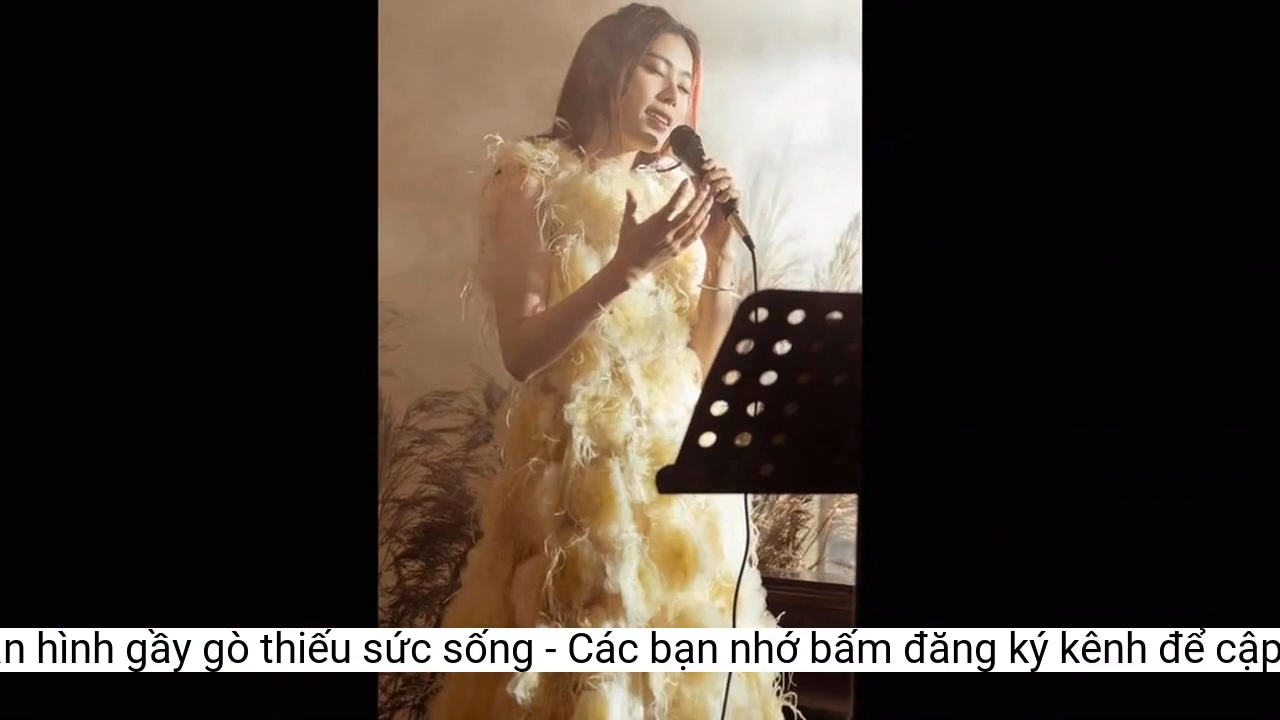 hình gầy gò thiếu sức sống - Các bạn nhớ bấm đăng ký kênh để cập